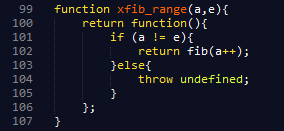 99 function xfib_range(a,e){
100     return function(){
101         if (a != e){
102             return fib(a++);
103         }else{
104             throw undefined;
105         }
106     };
107 }